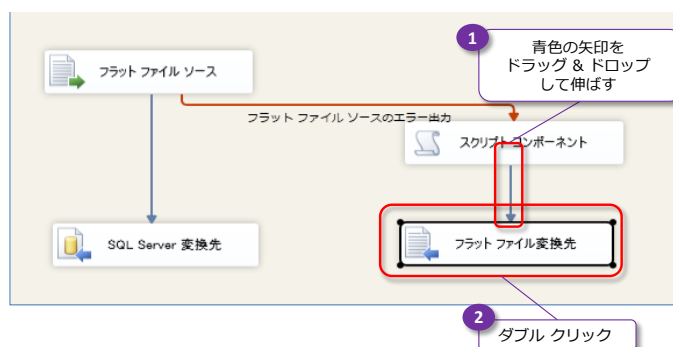 1
青色の矢印を
ドラッグ & ドロップ
して伸ばす
フラット ファイル ソース
フラット ファイル ソースのエラー出力
スクリプト コンポーネント
SQL Server 変換先
フラット ファイル変換先
2
ダブル クリック